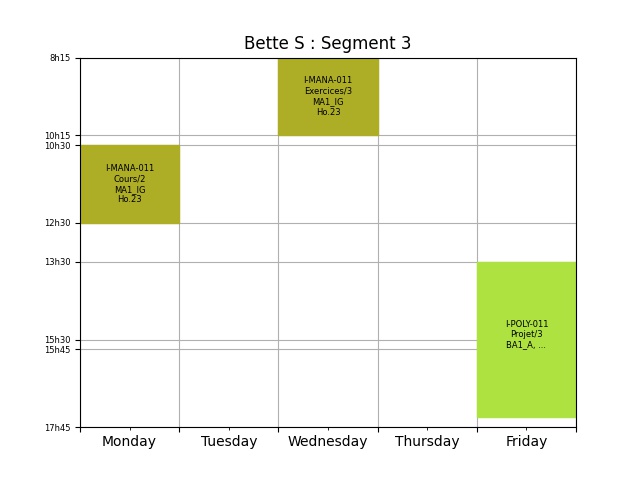 Bette S : Segment 3
8h15
I-MANA-011
Exercices/3
MA1_IG
Ho.23
10h15
10h30
I-MANA-011
Cours/2
MA1_IG
Ho.23
12h30
13h30
I-POLY-011
Projet/3
BA1_A, ...
15h30
15h45
17h45
Monday Tuesday Wednesday Thursday Friday